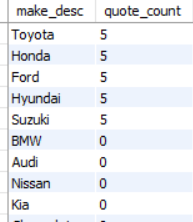 make_desc quote_count
Toyota 5
Honda 5
Ford 5
Hyundai 5
Suzuki 5
BMW 0
Audi 0
Nissan 0
Kia 0